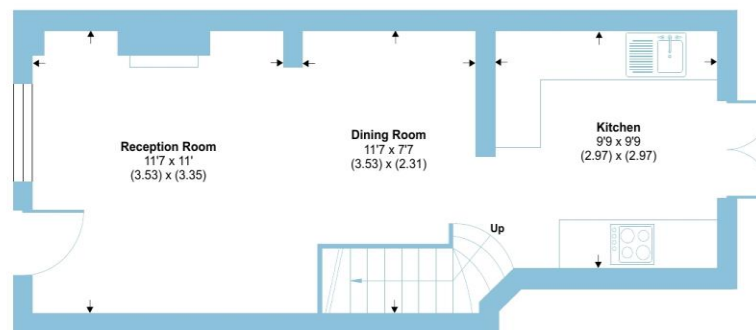 Reception Room
11'7 x 11'
(3.53) x (3.35)
Dining Room
11'7 x 7'7
(3.53) x (2.31)
Kitchen
9'9 x 9'9
(2.97) x (2.97)
Up